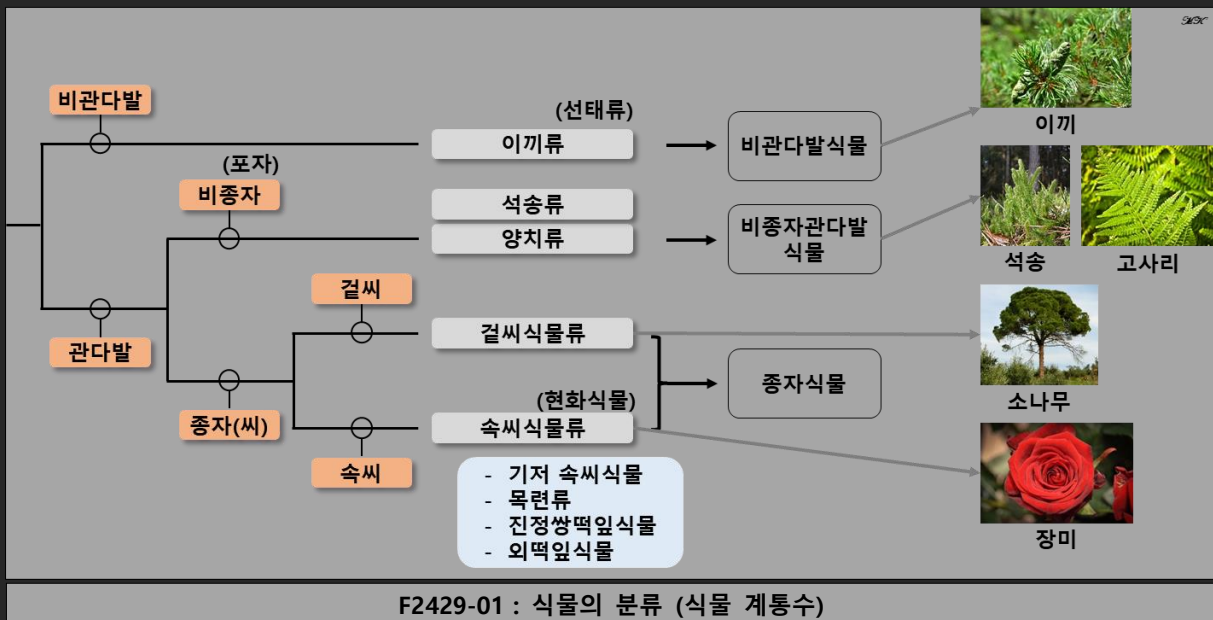 비관다발
(선태류)
이끼류
비관다발식물
이끼
(포자)
비종자
석송류
양치류
비종자관다발
식물
석송
고사리
관다발
겉씨
겉씨식물류
종자식물
소나무
종자(씨)
(현화식물)
속씨식물류
속씨
- 기저 속씨식물
- 목련류
- 진정쌍떡잎식물
- 외떡잎식물
장미
F2429-01 : 식물의 분류 (식물 계통수)